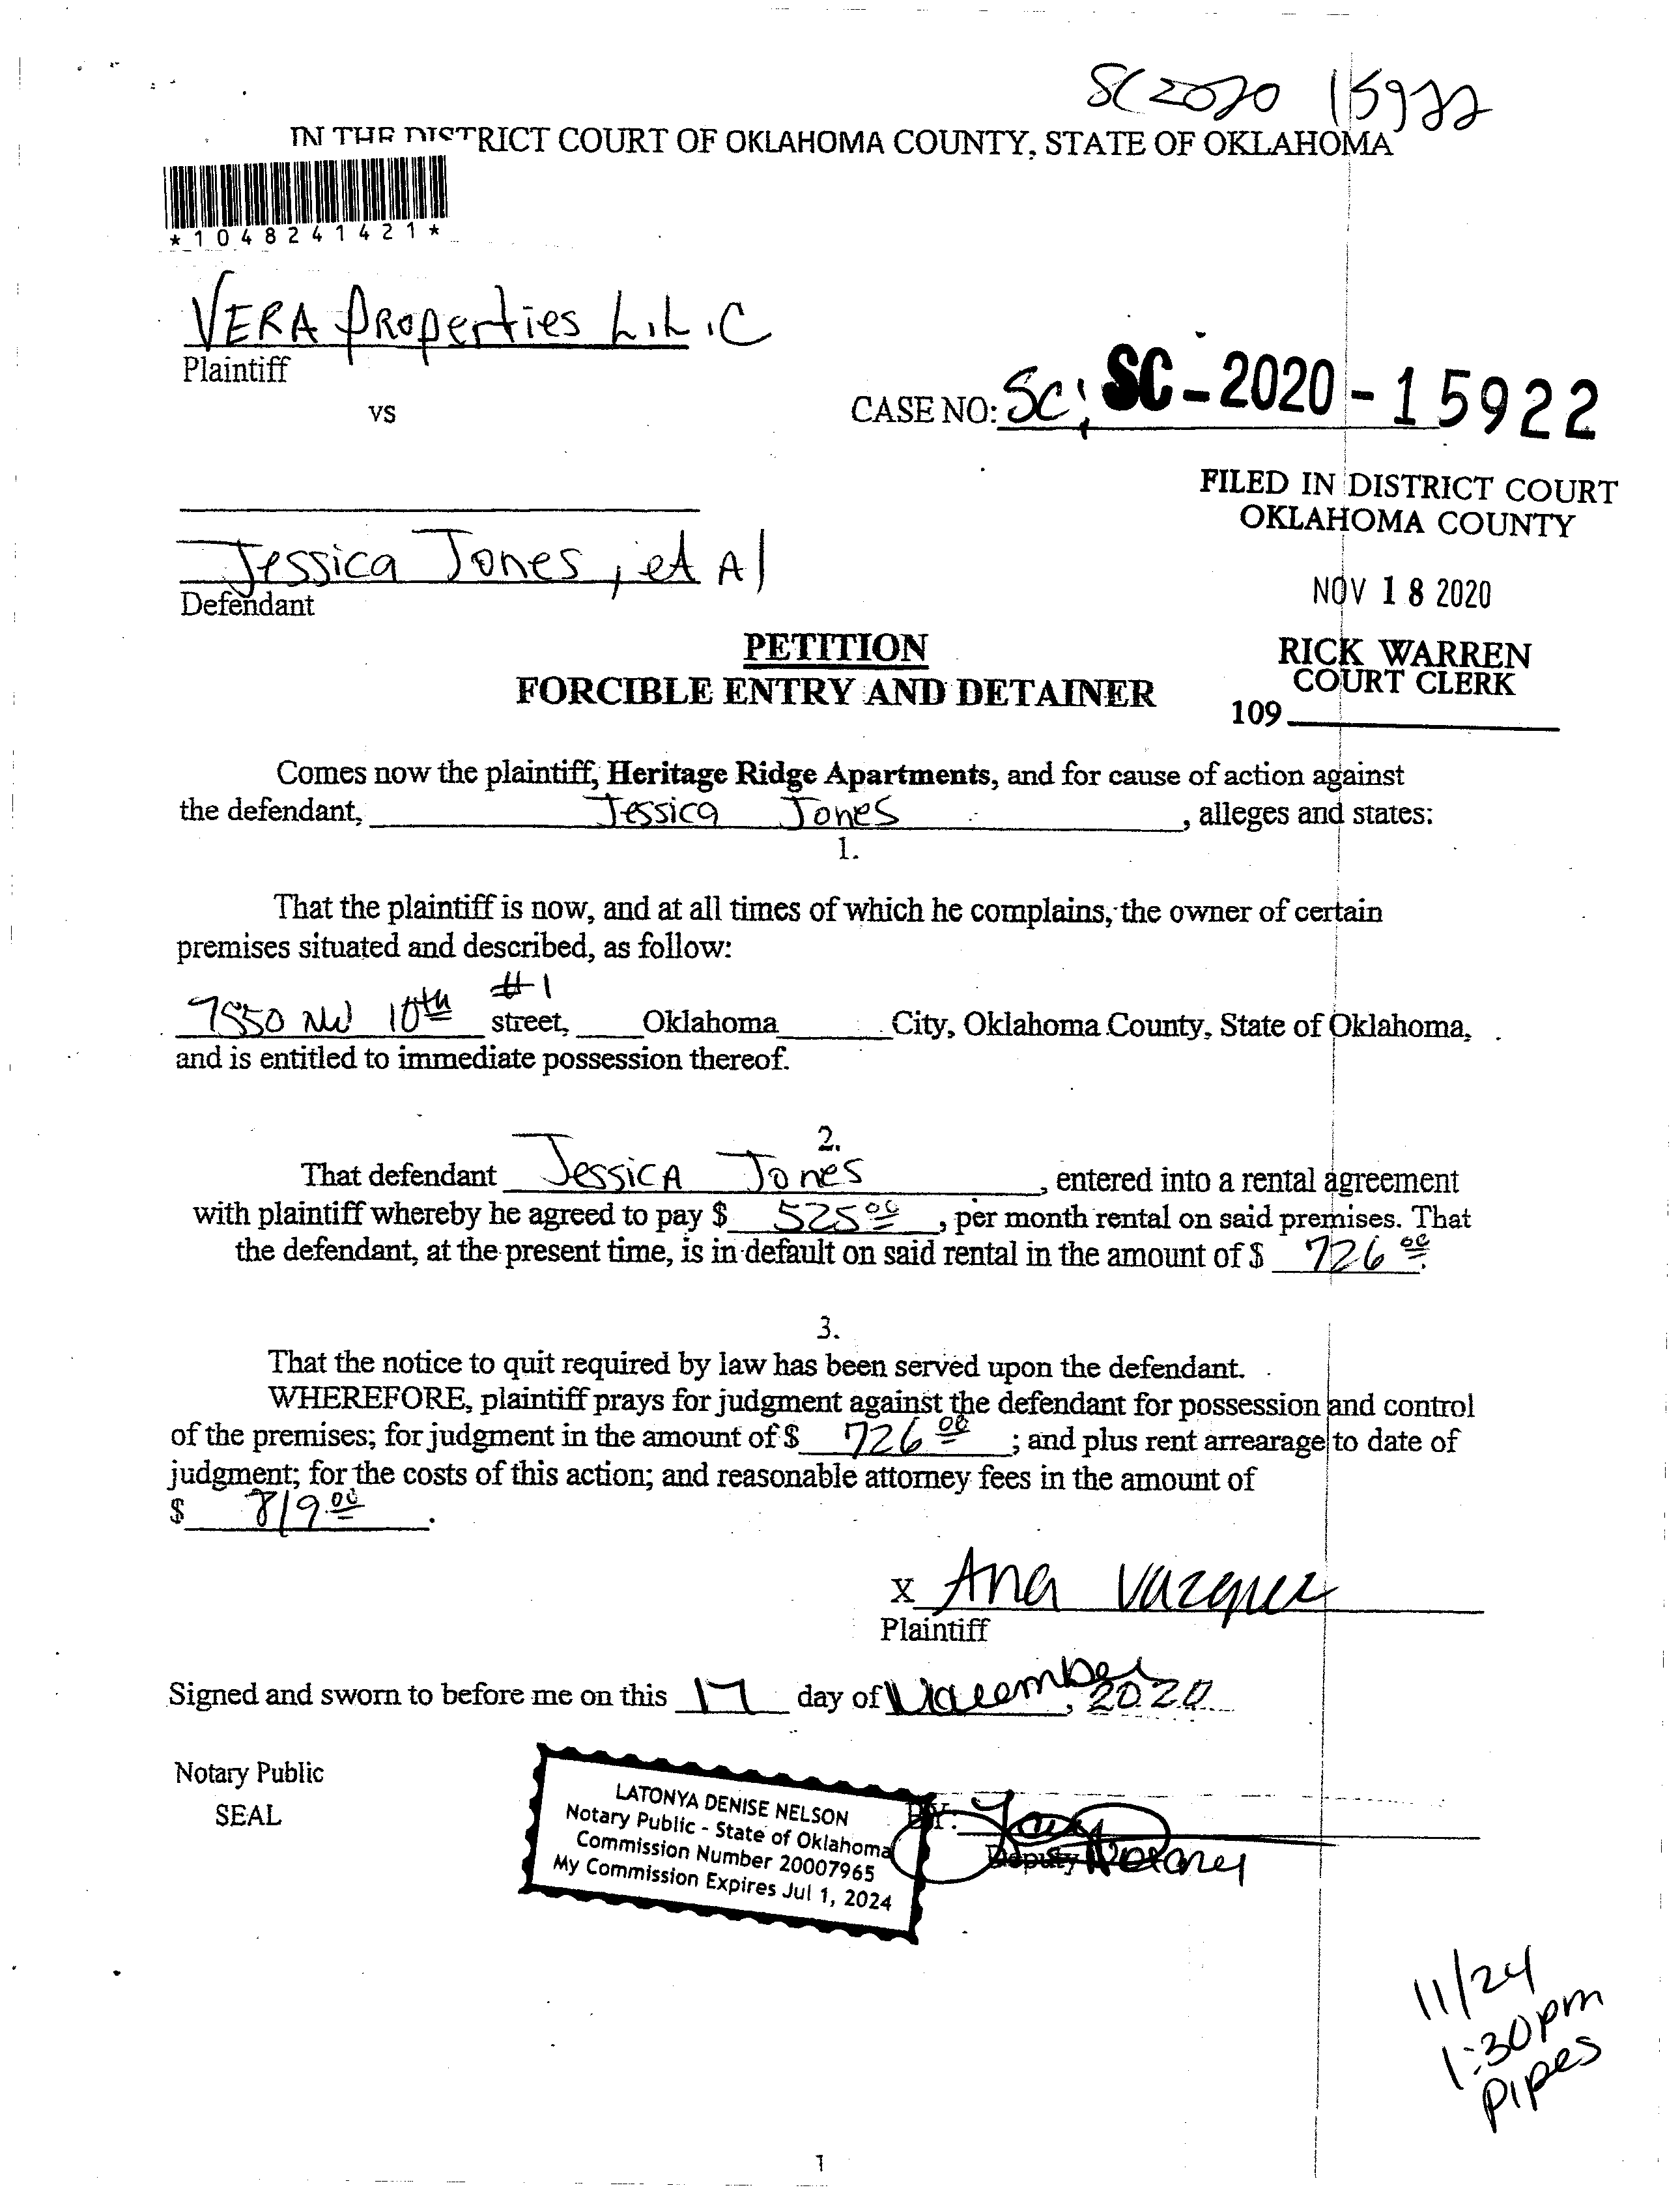 SC2020 15922
IN THE DISTRICT COURT OF OKLAHOMA COUNTY, STATE OF OKLAHOMA
*1048241421*
VERA Properties L.L.C
Plaintiff
vs
CASE NO: SC; SC-2020-15922
FILED IN DISTRICT COURT
OKLAHOMA COUNTY
Jessica Jones, et Al
Defendant
NOV 18 2020
PETITION
FORCIBLE ENTRY AND DETAINER
RICK WARREN
COURT CLERK
109
Comes now the plaintiff, Heritage Ridge Apartments, and for cause of action against
the defendant, Jessica Jones, alleges and states:
1.
That the plaintiff is now, and at all times of which he complains, the owner of certain
premises situated and described, as follow:
#1
7550 NW 10th street, Oklahoma City, Oklahoma County, State of Oklahoma,
and is entitled to immediate possession thereof.
2.
That defendant Jessica Jones, entered into a rental agreement
with plaintiff whereby he agreed to pay $ 525 00, per month rental on said premises. That
the defendant, at the present time, is in default on said rental in the amount of $ 726 00.
3.
That the notice to quit required by law has been served upon the defendant.
WHEREFORE, plaintiff prays for judgment against the defendant for possession and control
of the premises; for judgment in the amount of $ 726 00; and plus rent arrearage to date of
judgment; for the costs of this action; and reasonable attorney fees in the amount of
$ 819.00.
x Ana Vazquez
Plaintiff
Signed and sworn to before me on this 17 day of November, 2020
Notary Public
SEAL
LATONYA DENISE NELSON
Notary Public - State of Oklahoma
Commission Number 20007965
My Commission Expires Jul 1, 2024
BY:
Deputy Notary
11/24
1:30pm
Pipes
1